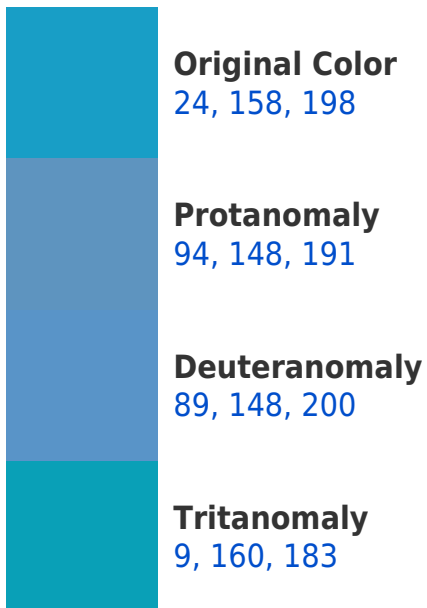 Original Color
24, 158, 198
Protanomaly
94, 148, 191
Deuteranomaly
89, 148, 200
Tritanomaly
9, 160, 183